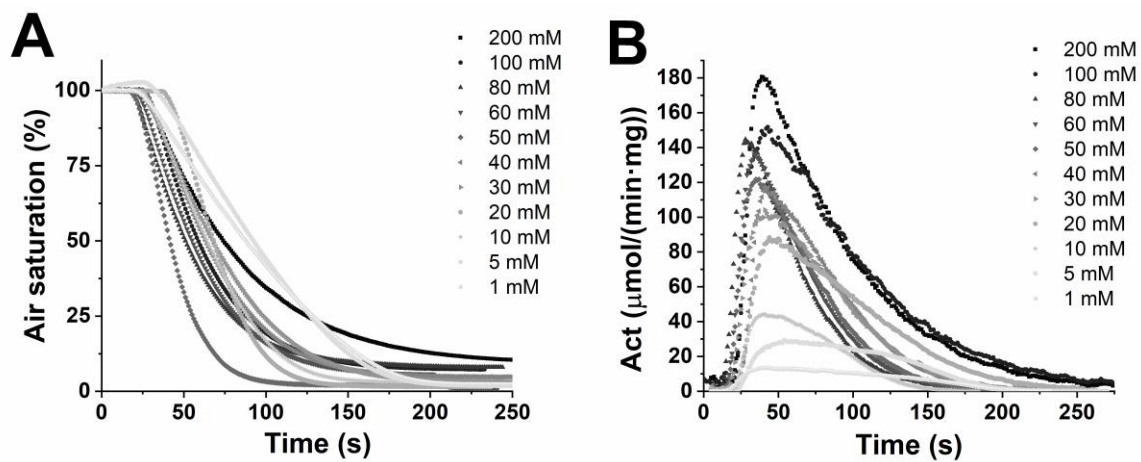 A
100
75
50
25
0
Air saturation (%)
0 50 100 150 200 250
Time (s)
200 mM
100 mM
80 mM
60 mM
50 mM
40 mM
30 mM
20 mM
10 mM
5 mM
1 mM
B
180
160
140
120
100
80
60
40
20
0
Act (μmol/(min·mg))
0 50 100 150 200 250
Time (s)
200 mM
100 mM
80 mM
60 mM
50 mM
40 mM
30 mM
20 mM
10 mM
5 mM
1 mM